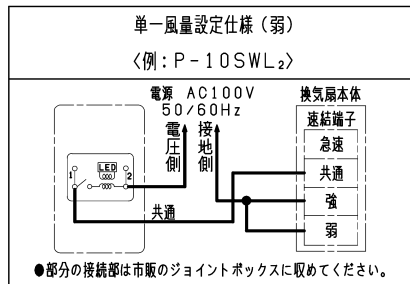 単一風量設定仕様（弱）
〈例：P-10SWL₂〉
電源 AC100V
50/60Hz
電圧側
接地側
換気扇本体
速結端子
急速
共通
強
弱
LED
1
2
共通
●部分の接続部は市販のジョイントボックスに収めてください。